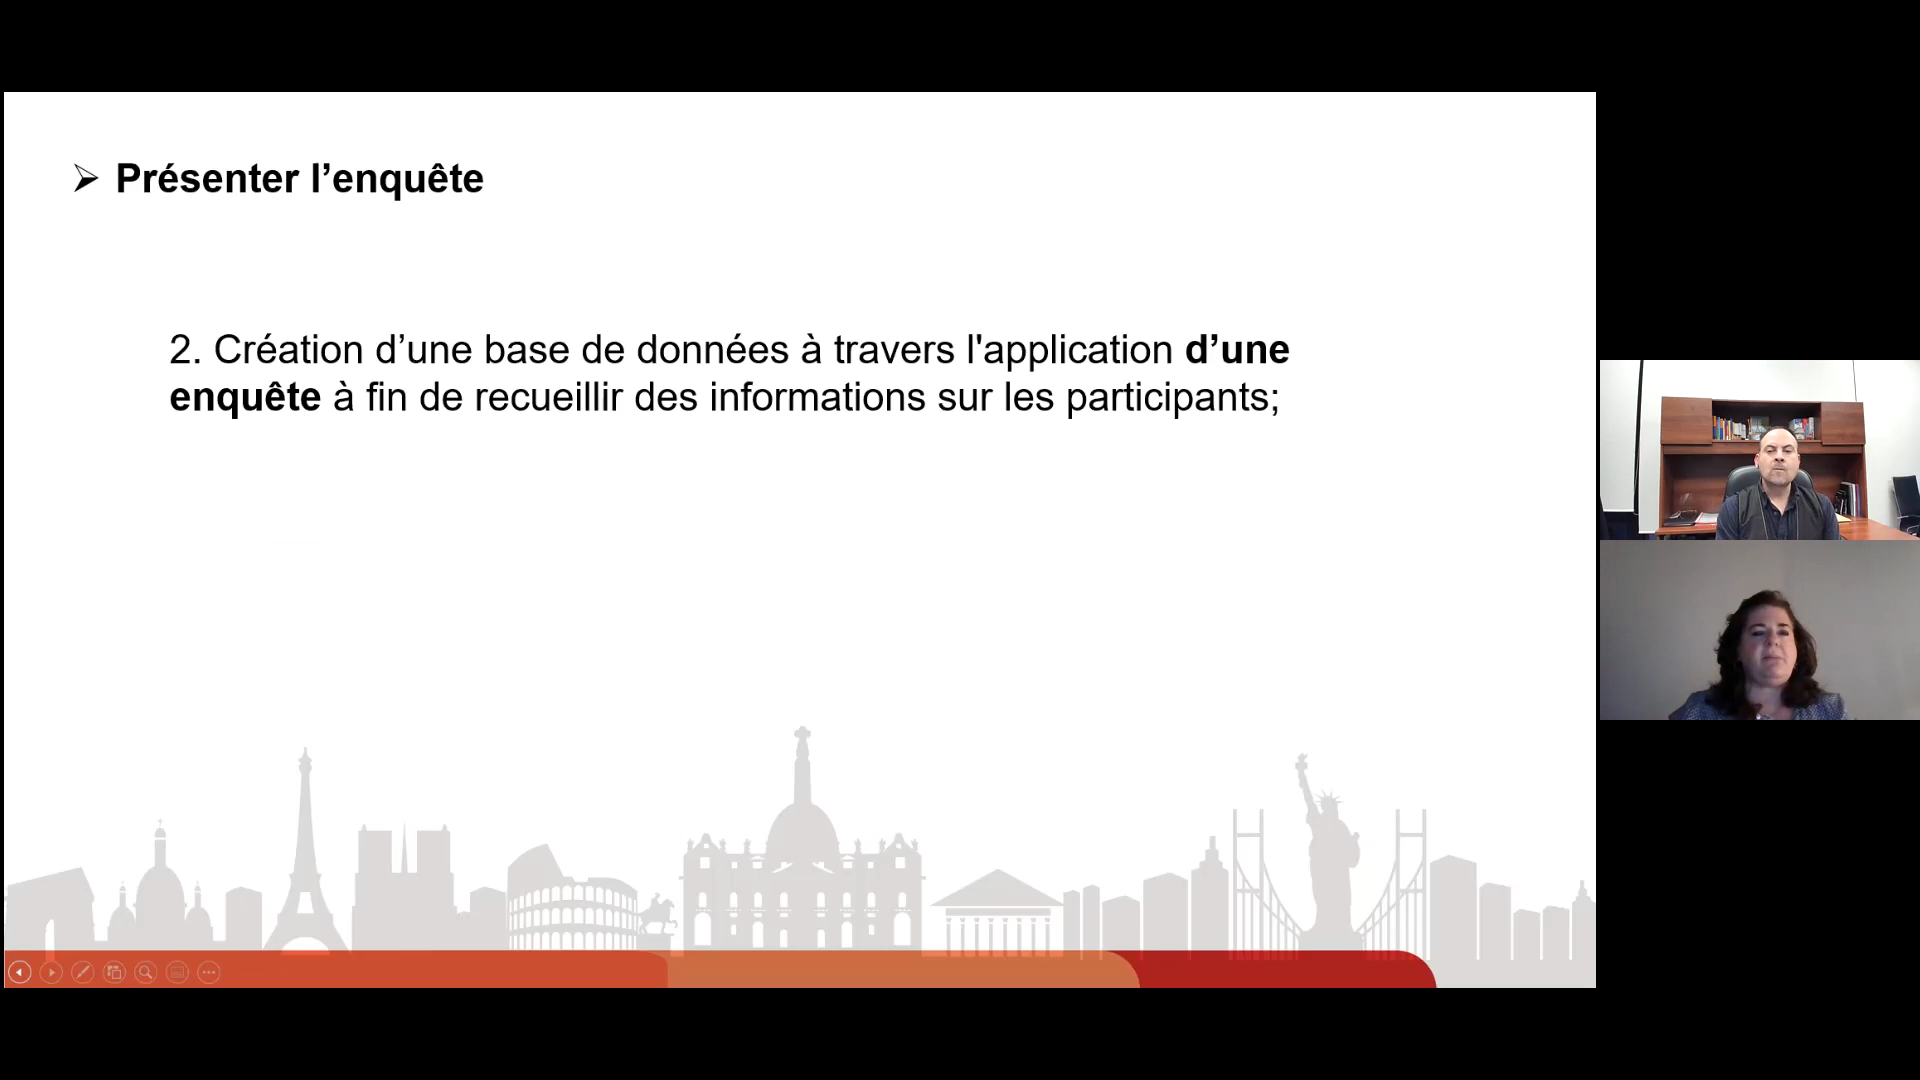 Présenter l’enquête
2. Création d’une base de données à travers l'application d’une
enquête à fin de recueillir des informations sur les participants;